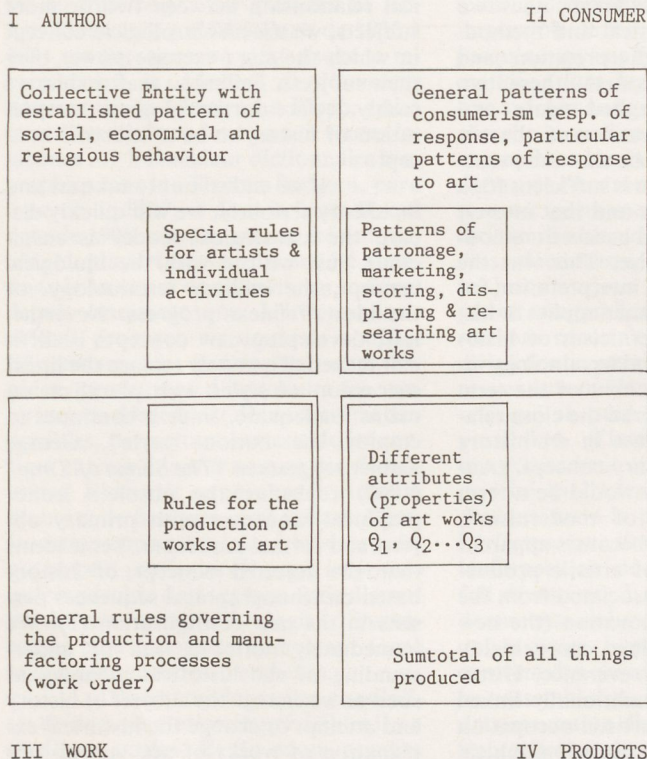 I AUTHOR
II CONSUMER
Collective Entity with
established pattern of
social, economical and
religious behaviour
Special rules
for artists'
individual
activities
General patterns of
consumerism resp. of
response, particular
patterns of response
to art
Patterns of
patronage,
marketing,
storing, dis-
playing & re-
searching art
works
Rules for the
production of
works of art
General rules governing
the production and manu-
factoring processes
(work order)
Different
attributes
(properties)
of art works
Q1, Q2...Q3
Sumtotal of all things
produced
III WORK
IV PRODUCTS